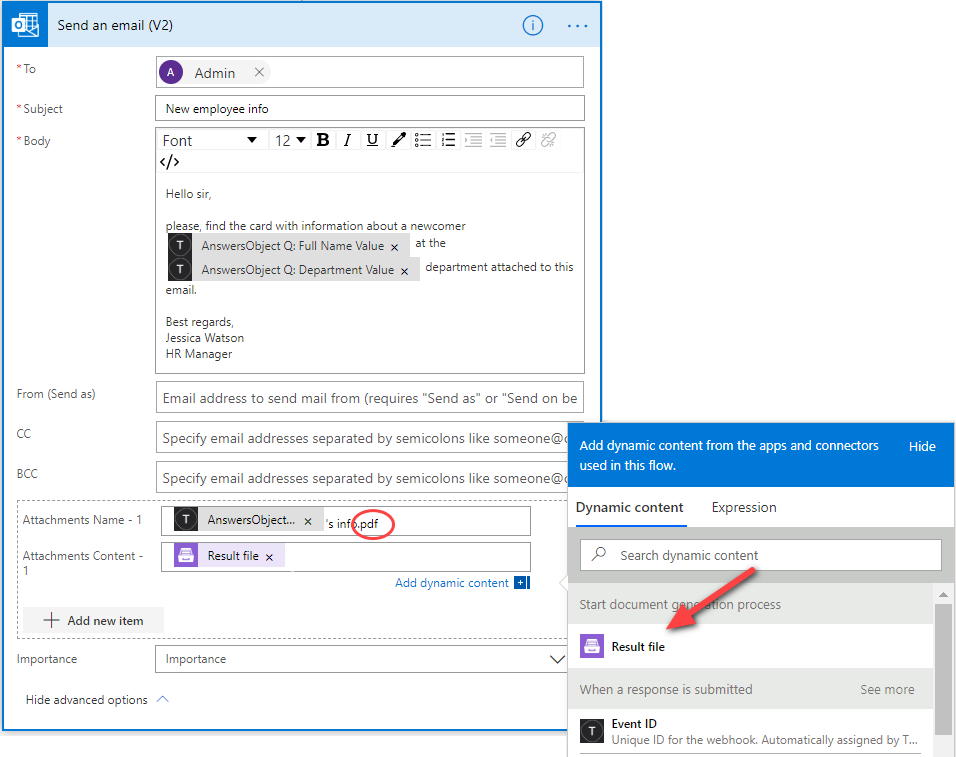 Send an email (V2)
* To
A Admin ×
* Subject
New employee info
* Body
Font 12 B I U
</>
Hello sir,
please, find the card with information about a newcomer
T AnswersObject Q: Full Name Value × at the
T AnswersObject Q: Department Value × department attached to this
email.
Best regards,
Jessica Watson
HR Manager
From (Send as)
Email address to send mail from (requires "Send as" or "Send on be
CC
Specify email addresses separated by semicolons like someone@c
BCC
Specify email addresses separated by semicolons like someone@c
Attachments Name - 1
T AnswersObject... × 's info.pdf
Attachments Content -
1
Result file ×
Add dynamic content
Add new item
Importance
Importance
Hide advanced options
Add dynamic content from the apps and connectors
used in this flow.
Hide
Dynamic content Expression
Search dynamic content
Start document generation process
Result file
When a response is submitted See more
T Event ID
Unique ID for the webhook. Automatically assigned by T...